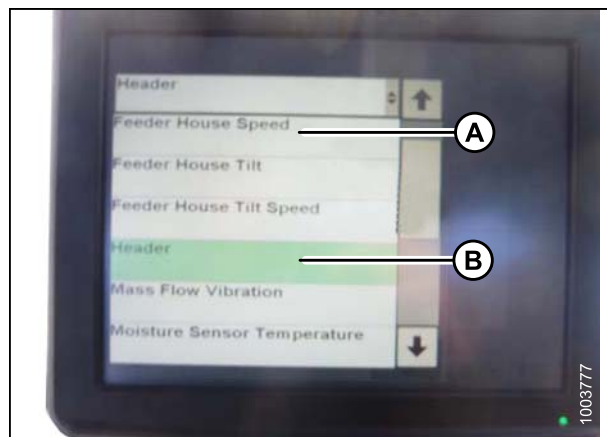 Header
Feeder House Speed
A
Feeder House Tilt
Feeder House Tilt Speed
Header
B
Mass Flow Vibration
Moisture Sensor Temperature
1003777